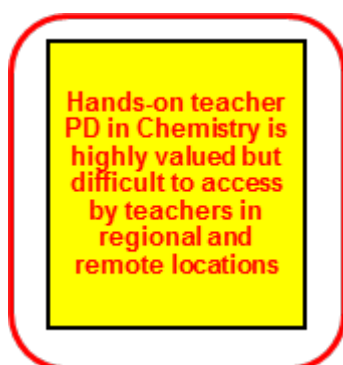 Hands-on teacher
PD in Chemistry is
highly valued but
difficult to access
by teachers in
regional and
remote locations